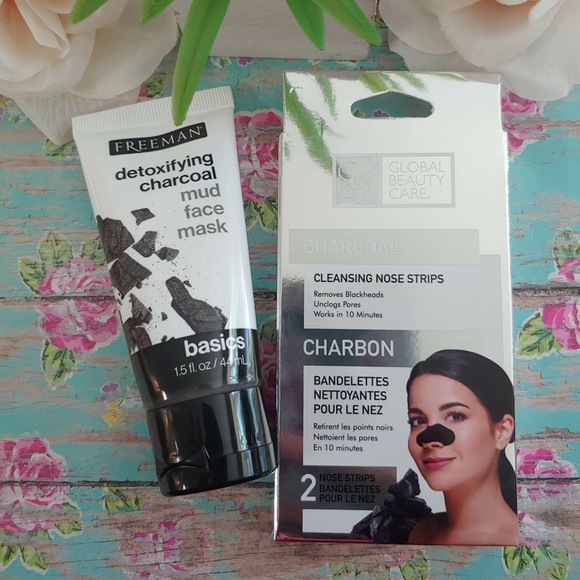 FREEMAN
detoxifying
charcoal
mud
face
mask
basics
1.5 fl. oz / 44 mL
GLOBAL
BEAUTY
CARE
CHARCOAL
CLEANSING NOSE STRIPS
Removes Blackheads
Unclogs Pores
Works in 10 Minutes
CHARBON
BANDELETTES
NETTOYANTES
POUR LE NEZ
Retirent les points noirs
Nettoient les pores
En 10 minutes
2 NOSE STRIPS
BANDELETTES
POUR LE NEZ